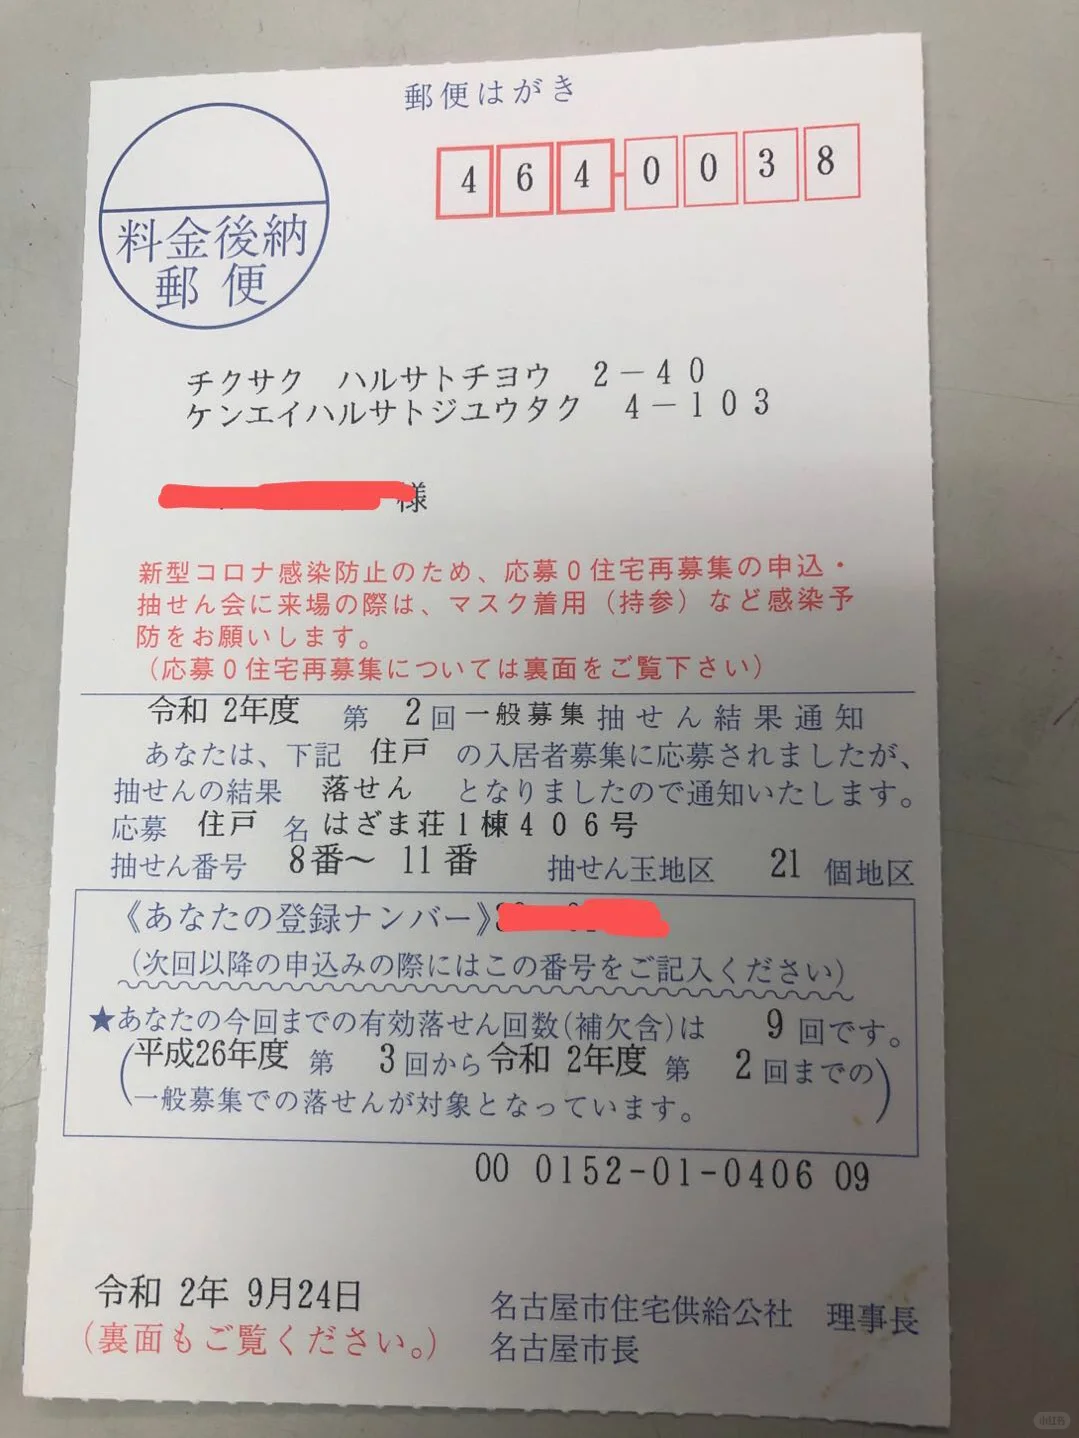 郵便はがき
464-0038
料金後納
郵便
チクサク ハルサトチヨウ 2－40
ケンエイハルサトジユウタク 4－103
様
新型コロナ感染防止のため、応募０住宅再募集の申込・
抽せん会に来場の際は、マスク着用（持参）など感染予
防をお願いします。
（応募０住宅再募集については裏面をご覧下さい）
令和 2年度 第 2回一般募集抽せん結果通知
あなたは、下記 住戸 の入居者募集に応募されましたが、
抽せんの結果 落せん となりましたので通知いたします。
応募 住戸 名 はざま荘1棟406号
抽せん番号 8番～ 11番 抽せん玉地区 21 個地区
《あなたの登録ナンバー》
(次回以降の申込みの際にはこの番号をご記入ください)
★あなたの今回までの有効落せん回数(補欠含)は 9回です。
(平成26年度 第 3回から令和 2年度 第 2回までの
一般募集での落せんが対象となっています。)
00 0152-01-0406 09
令和 2年 9月24日
(裏面もご覧ください。)
名古屋市住宅供給公社 理事長
名古屋市長
小红书